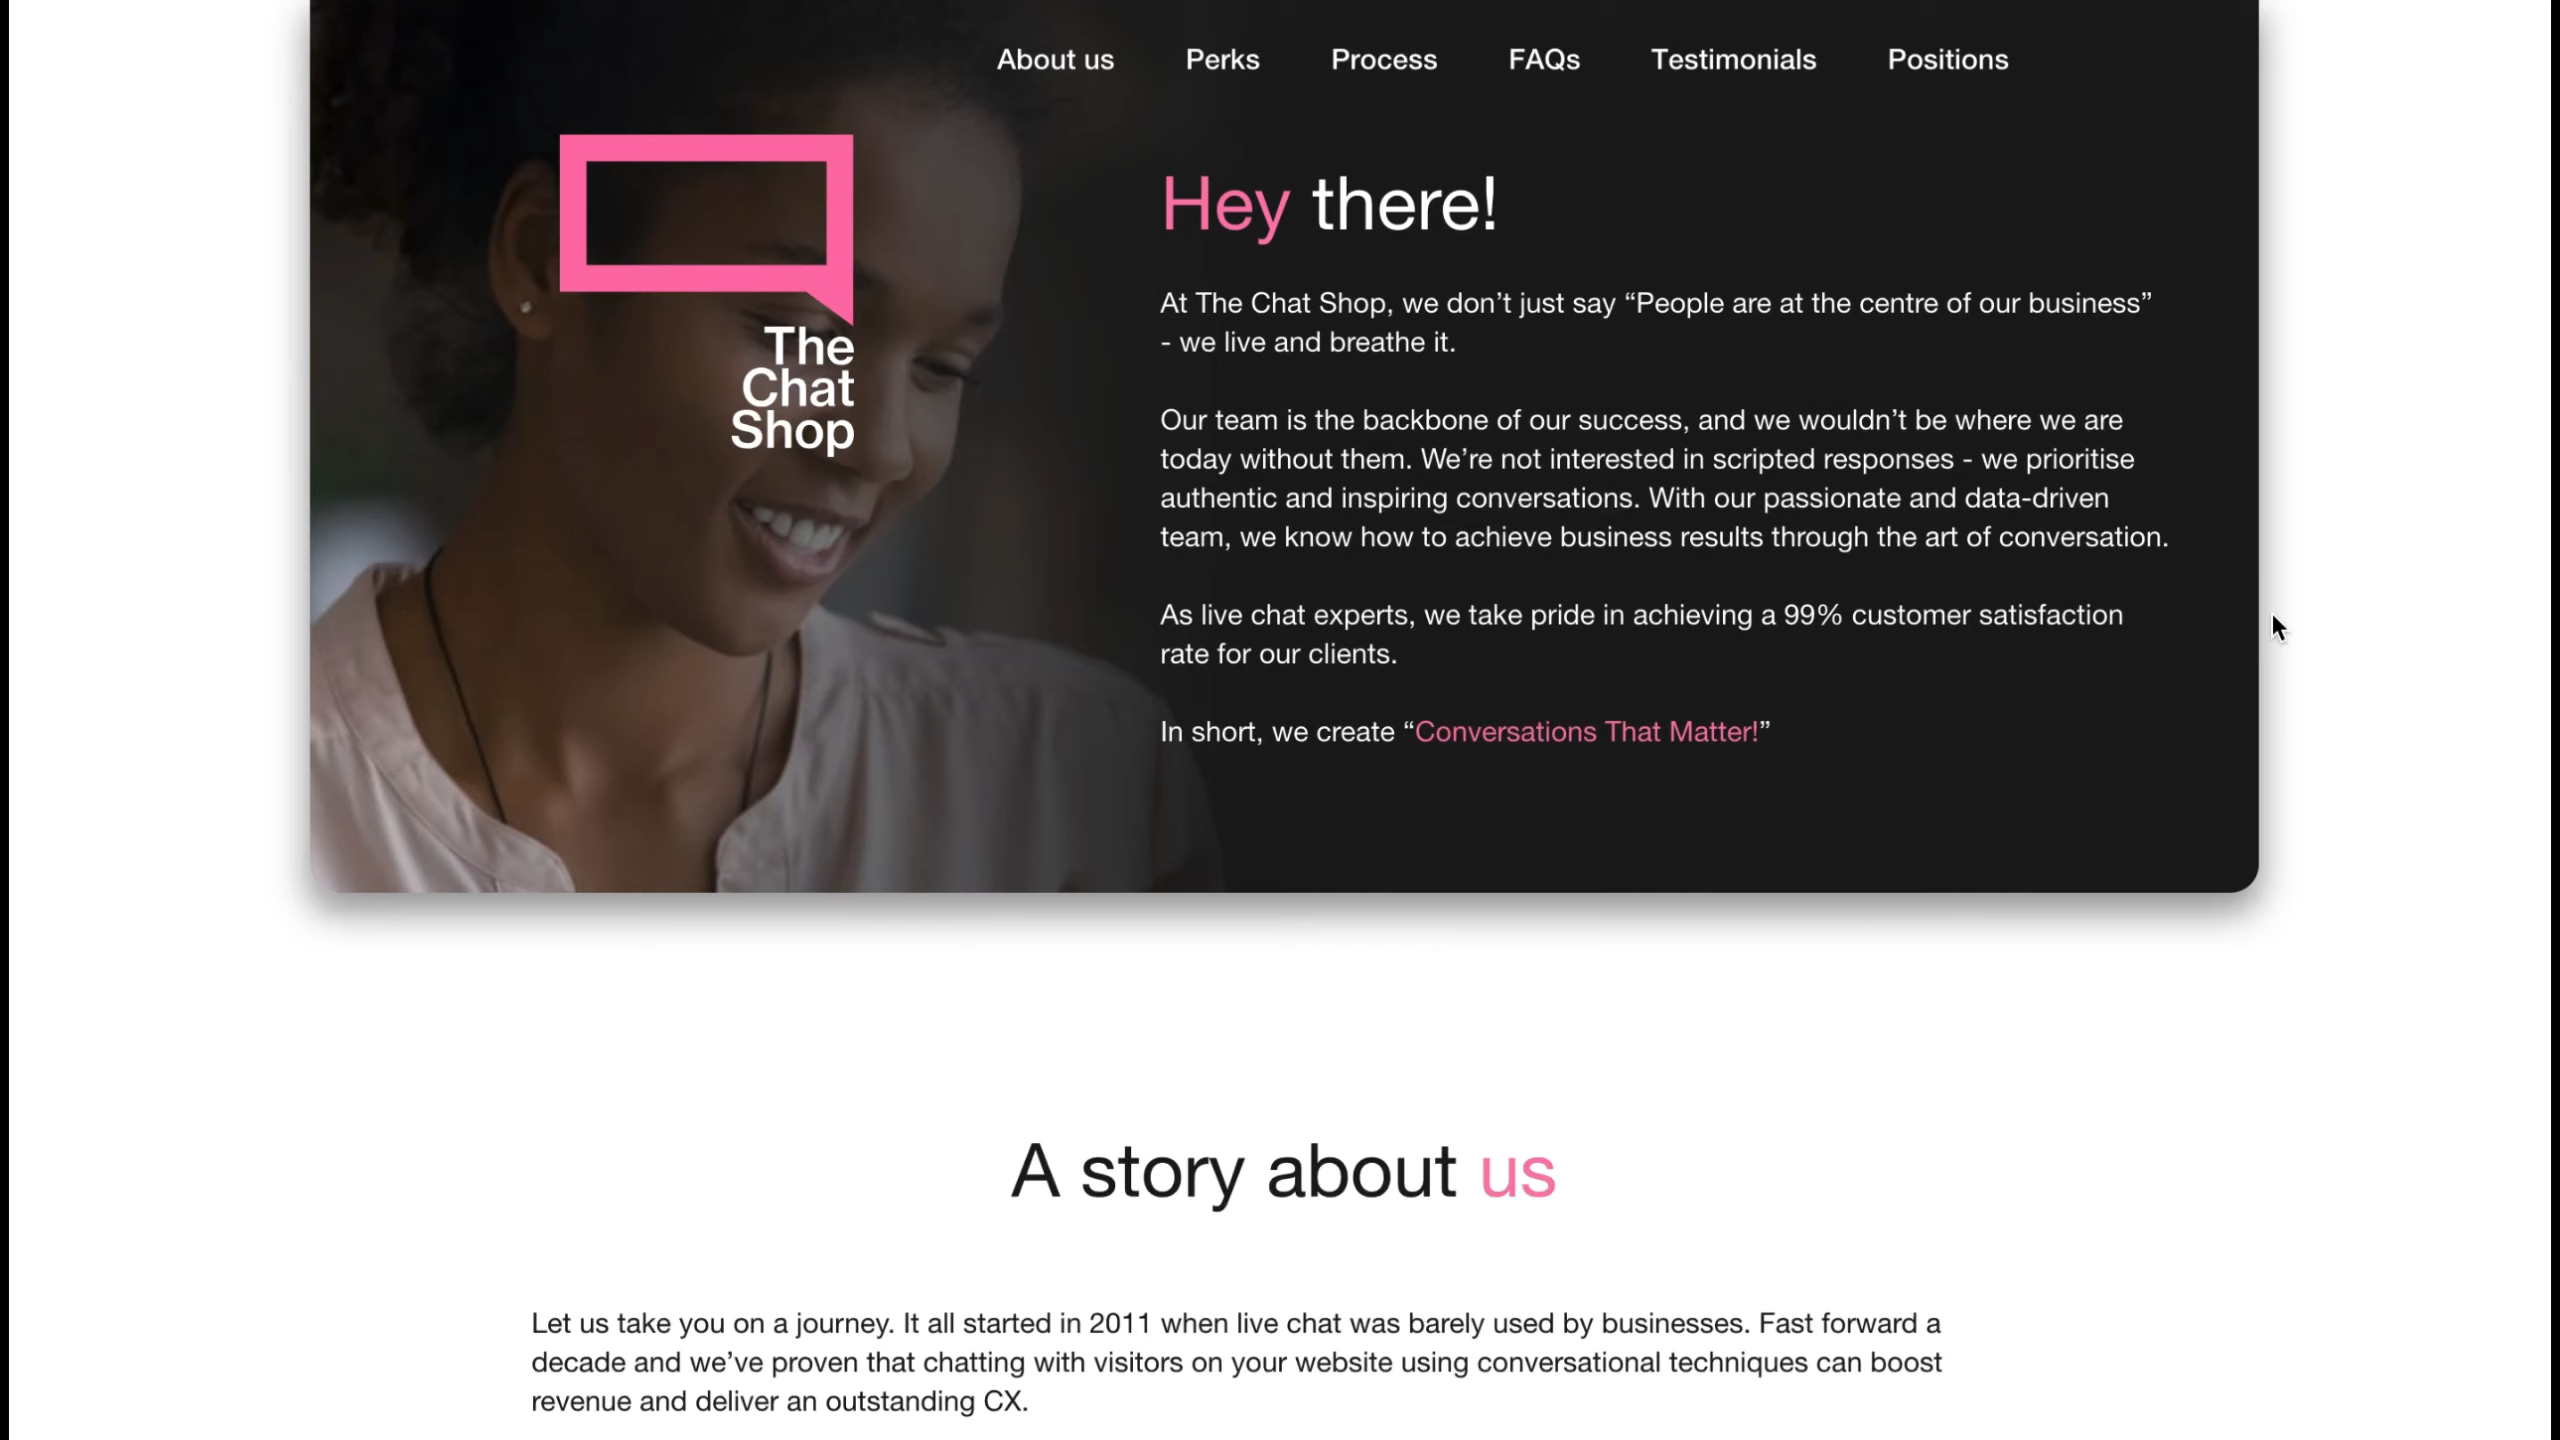 About us Perks Process FAQs Testimonials Positions
The
Chat
Shop
Hey there!
At The Chat Shop, we don’t just say “People are at the centre of our business”
- we live and breathe it.
Our team is the backbone of our success, and we wouldn’t be where we are
today without them. We’re not interested in scripted responses - we prioritise
authentic and inspiring conversations. With our passionate and data-driven
team, we know how to achieve business results through the art of conversation.
As live chat experts, we take pride in achieving a 99% customer satisfaction
rate for our clients.
In short, we create “Conversations That Matter!”
A story about us
Let us take you on a journey. It all started in 2011 when live chat was barely used by businesses. Fast forward a
decade and we’ve proven that chatting with visitors on your website using conversational techniques can boost
revenue and deliver an outstanding CX.